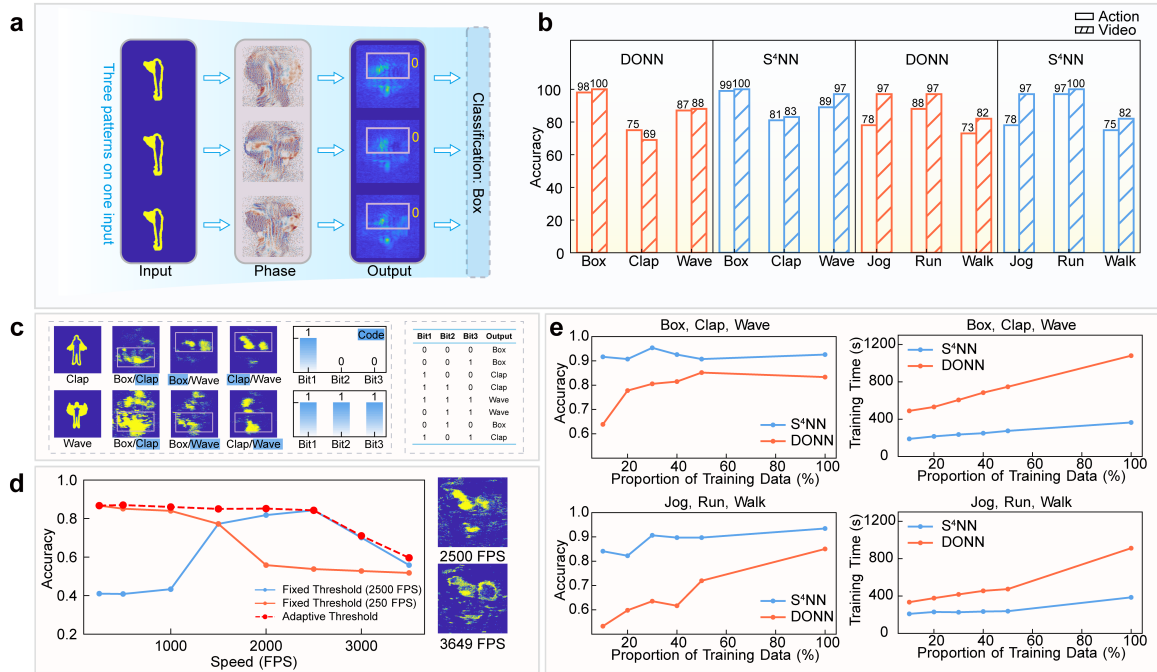 a
Three patterns on one input
0
0
0
Classification: Box
Input
Phase
Output
b
Action
Video
Accuracy
100
80
60
40
20
0
DONN
S⁴NN
DONN
S⁴NN
98 100
75 69
87 88
99 100
81 83
89 97
78 97
88 97
73 82
78 97
97 100
75 82
Box Clap Wave Box Clap Wave Jog Run Walk Jog Run Walk
c
Clap
Box/Clap
Box/Wave
Clap/Wave
Code
1 0 0
Bit1 Bit2 Bit3
Wave
Box/Clap
Box/Wave
Clap/Wave
1 1 1
Bit1 Bit2 Bit3
Bit1 Bit2 Bit3 Output
0 0 0 Box
0 0 1 Box
1 0 0 Clap
1 1 0 Clap
1 1 1 Wave
0 1 1 Wave
0 1 0 Box
1 0 1 Clap
d
Accuracy
1.0
0.8
0.6
0.4
0.2
Fixed Threshold (2500 FPS)
Fixed Threshold (250 FPS)
Adaptive Threshold
1000 2000 3000
Speed (FPS)
2500 FPS
3649 FPS
e
Box, Clap, Wave
Accuracy
1.0
0.9
0.8
0.7
0.6
S⁴NN
DONN
20 40 60 80 100
Proportion of Training Data (%)
Box, Clap, Wave
Training Time (s)
1200
800
400
0
S⁴NN
DONN
20 40 60 80 100
Proportion of Training Data (%)
Jog, Run, Walk
Accuracy
1.0
0.9
0.8
0.7
0.6
S⁴NN
DONN
20 40 60 80 100
Proportion of Training Data (%)
Jog, Run, Walk
Training Time (s)
1200
800
400
0
S⁴NN
DONN
20 40 60 80 100
Proportion of Training Data (%)